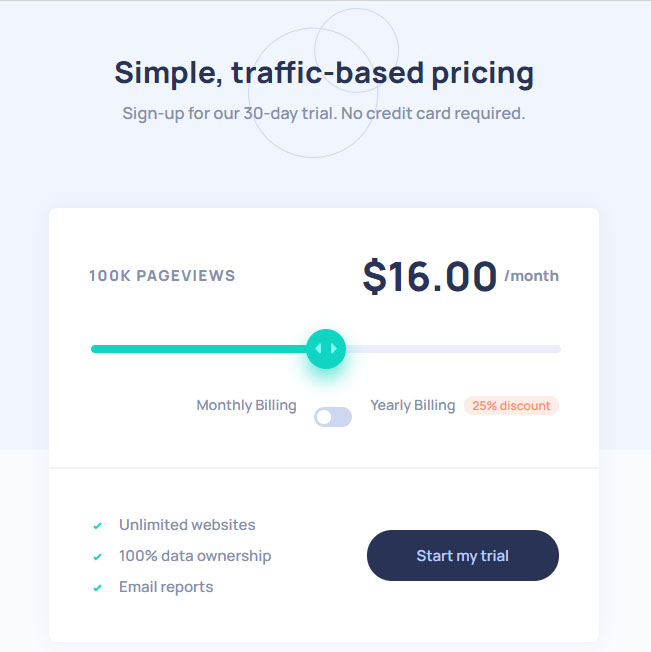 Simple, traffic-based pricing
Sign-up for our 30-day trial. No credit card required.
100K PAGEVIEWS
$16.00 /month
Monthly Billing
Yearly Billing 25% discount
Unlimited websites
100% data ownership
Email reports
Start my trial